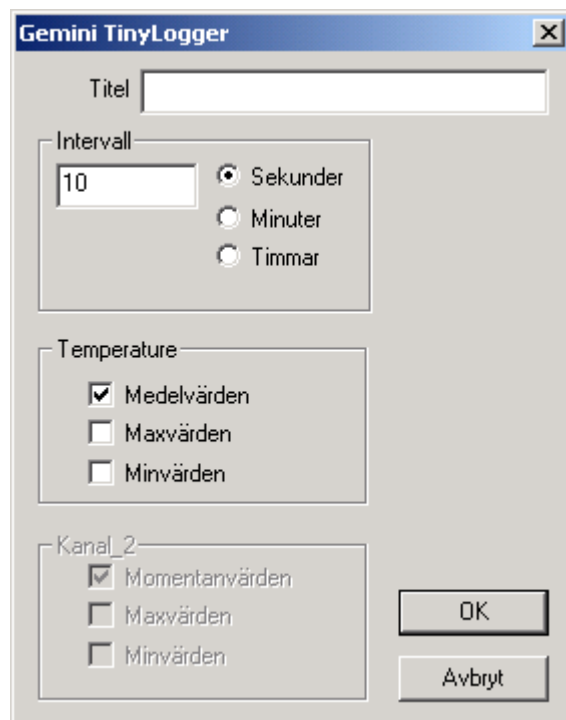 Gemini TinyLogger
Titel
Intervall
10
Sekunder
Minuter
Timmar
Temperature
Medelvärden
Maxvärden
Minvärden
Kanal_2
Momentanvärden
Maxvärden
Minvärden
OK
Avbryt